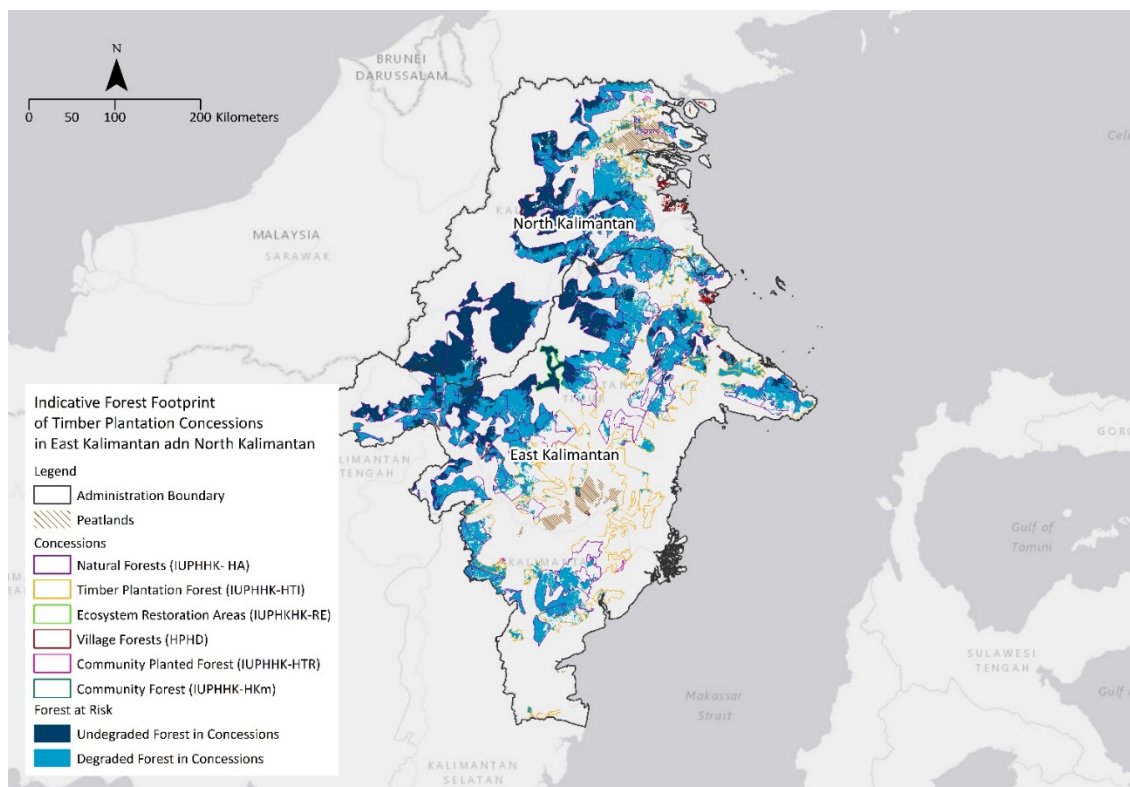 N
0 50 100 200 Kilometers
BRUNEI
DARUSSALAM
MALAYSIA
SARAWAK
North Kalimantan
East Kalimantan
Indicative Forest Footprint
of Timber Plantation Concessions
in East Kalimantan adn North Kalimantan
Legend
Administration Boundary
Peatlands
Concessions
Natural Forests (IUPHHK- HA)
Timber Plantation Forest (IUPHHK-HTI)
Ecosystem Restoration Areas (IUPHKHK-RE)
Village Forests (HPHD)
Community Planted Forest (IUPHHK-HTR)
Community Forest (IUPHHK-HKm)
Forest at Risk
Undegraded Forest in Concessions
Degraded Forest in Concessions
KALIMANTAN
TENGAH
TIMUR
KALIMANTAN
SELATAN
Makassar
Strait
Gulf of
Tomini
SULAWESI
TENGAH